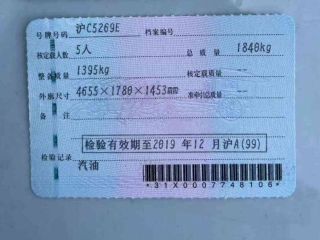 号牌号码 沪C5269E 档案编号
核定载人数 5人 总质量 1840kg
整备质量 1395kg 核定载质量 --
外廓尺寸 4655×1780×1453mm 准牵引总质量 --
备注
检验有效期至2019 年 12 月沪A(99)
检验记录
汽油
*31X0007748106*